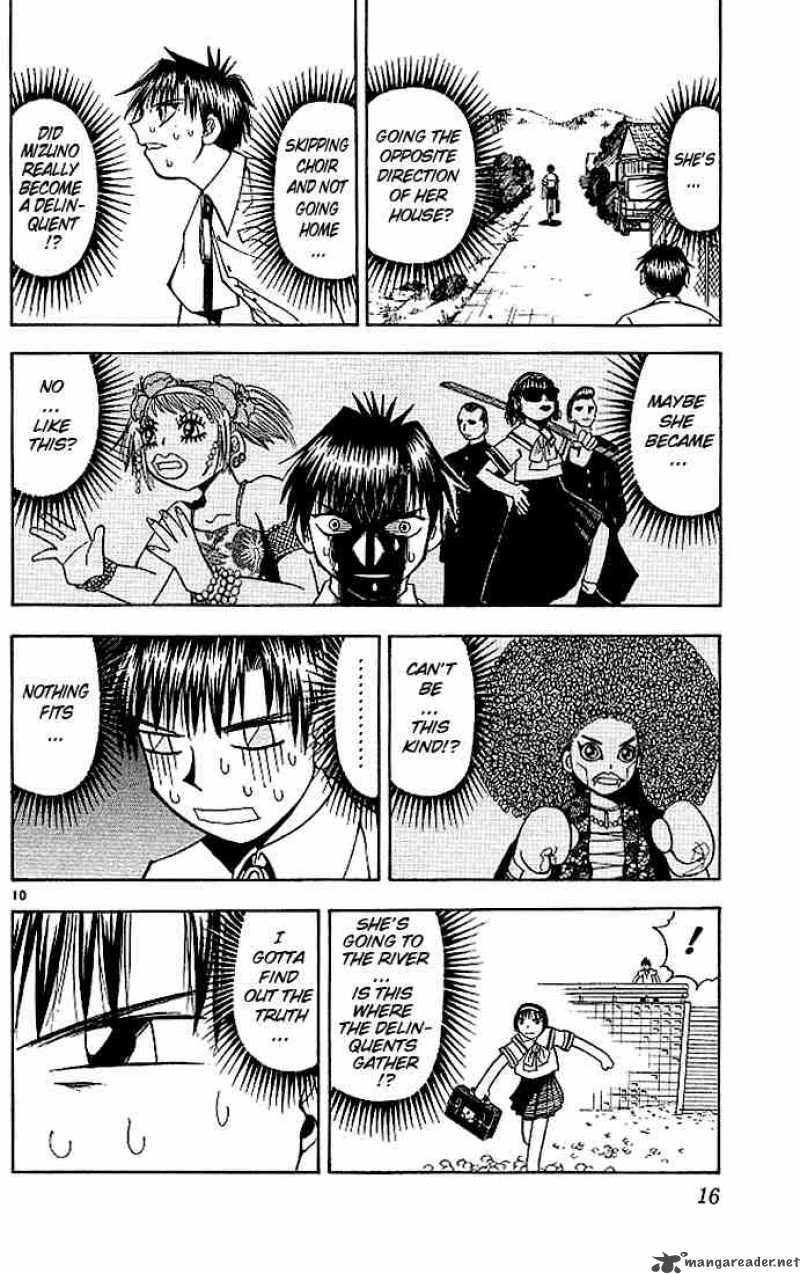 SHE'S
...
GOING THE
OPPOSITE
DIRECTION
OF HER
HOUSE?
SKIPPING
CHOIR
AND NOT
GOING
HOME
...
DID
MIZUNO
REALLY
BECOME
A DELIN-
QUENT
!?
MAYBE
SHE
BECAME
...
NO
...
LIKE
THIS?
CAN'T
BE
...
THIS
KIND!?
..........
NOTHING
FITS
...
10
!
SHE'S
GOING TO
THE RIVER
...
IS THIS
WHERE
THE DELIN-
QUENTS
GATHER
!?
I
GOTTA
FIND
OUT THE
TRUTH
...
16
mangareader.net